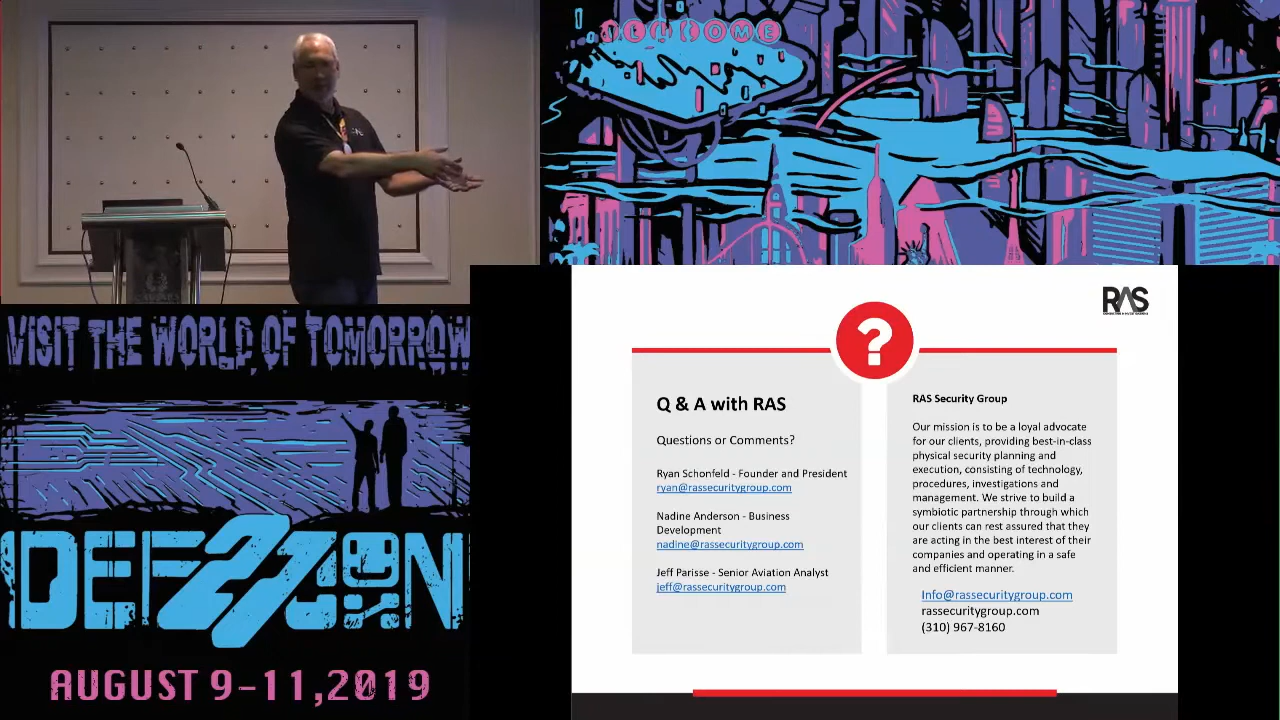 WELCOME
VISIT THE WORLD OF TOMORROW
DEF 27 CON
AUGUST 9-11,2019
RAS
Q & A with RAS
Questions or Comments?
Ryan Schonfeld - Founder and President
ryan@rassecuritygroup.com
Nadine Anderson - Business
Development
nadine@rassecuritygroup.com
Jeff Parisse - Senior Aviation Analyst
jeff@rassecuritygroup.com
RAS Security Group
Our mission is to be a loyal advocate
for our clients, providing best-in-class
physical security planning and
execution, consisting of technology,
procedures, investigations and
management. We strive to build a
symbiotic partnership through which
our clients can rest assured that they
are acting in the best interest of their
companies and operating in a safe
and efficient manner.
Info@rassecuritygroup.com
rassecuritygroup.com
(310) 967-8160